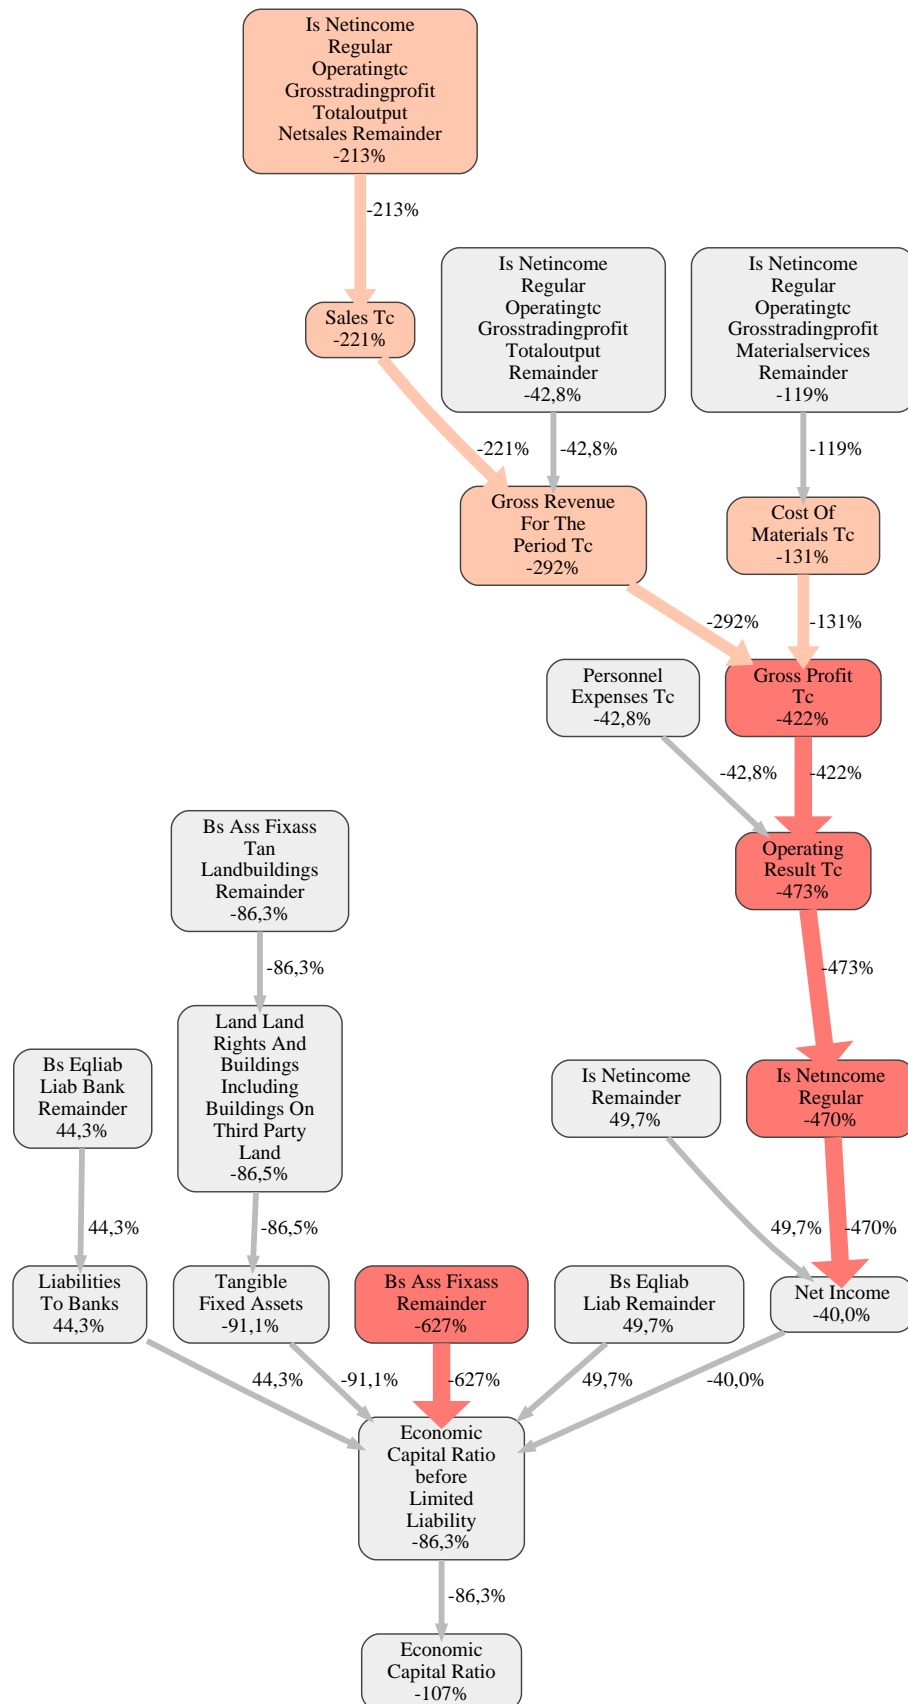 Is Netincome
Regular
Operatingtc
Grosstradingprofit
Totaloutput
Netsales Remainder
-213%
-213%
Is Netincome
Regular
Operatingtc
Grosstradingprofit
Totaloutput
Remainder
-42,8%
Is Netincome
Regular
Operatingtc
Grosstradingprofit
Materialservices
Remainder
-119%
Sales Tc
-221%
-221%
-42,8%
-119%
Gross Revenue
For The
Period Tc
-292%
Cost Of
Materials Tc
-131%
-292%
-131%
Personnel
Expenses Tc
-42,8%
Gross Profit
Tc
-422%
-42,8%
-422%
Bs Ass Fixass
Tan
Landbuildings
Remainder
-86,3%
Operating
Result Tc
-473%
-86,3%
-473%
Land Land
Rights And
Buildings
Including
Buildings On
Third Party
Land
-86,5%
Bs Eqliab
Liab Bank
Remainder
44,3%
Is Netincome
Remainder
49,7%
Is Netincome
Regular
-470%
44,3%
-86,5%
49,7%
-470%
Liabilities
To Banks
44,3%
Tangible
Fixed Assets
-91,1%
Bs Ass Fixass
Remainder
-627%
Bs Eqliab
Liab Remainder
49,7%
Net Income
-40,0%
44,3%
-91,1%
-627%
49,7%
-40,0%
Economic
Capital Ratio
before
Limited
Liability
-86,3%
-86,3%
Economic
Capital Ratio
-107%